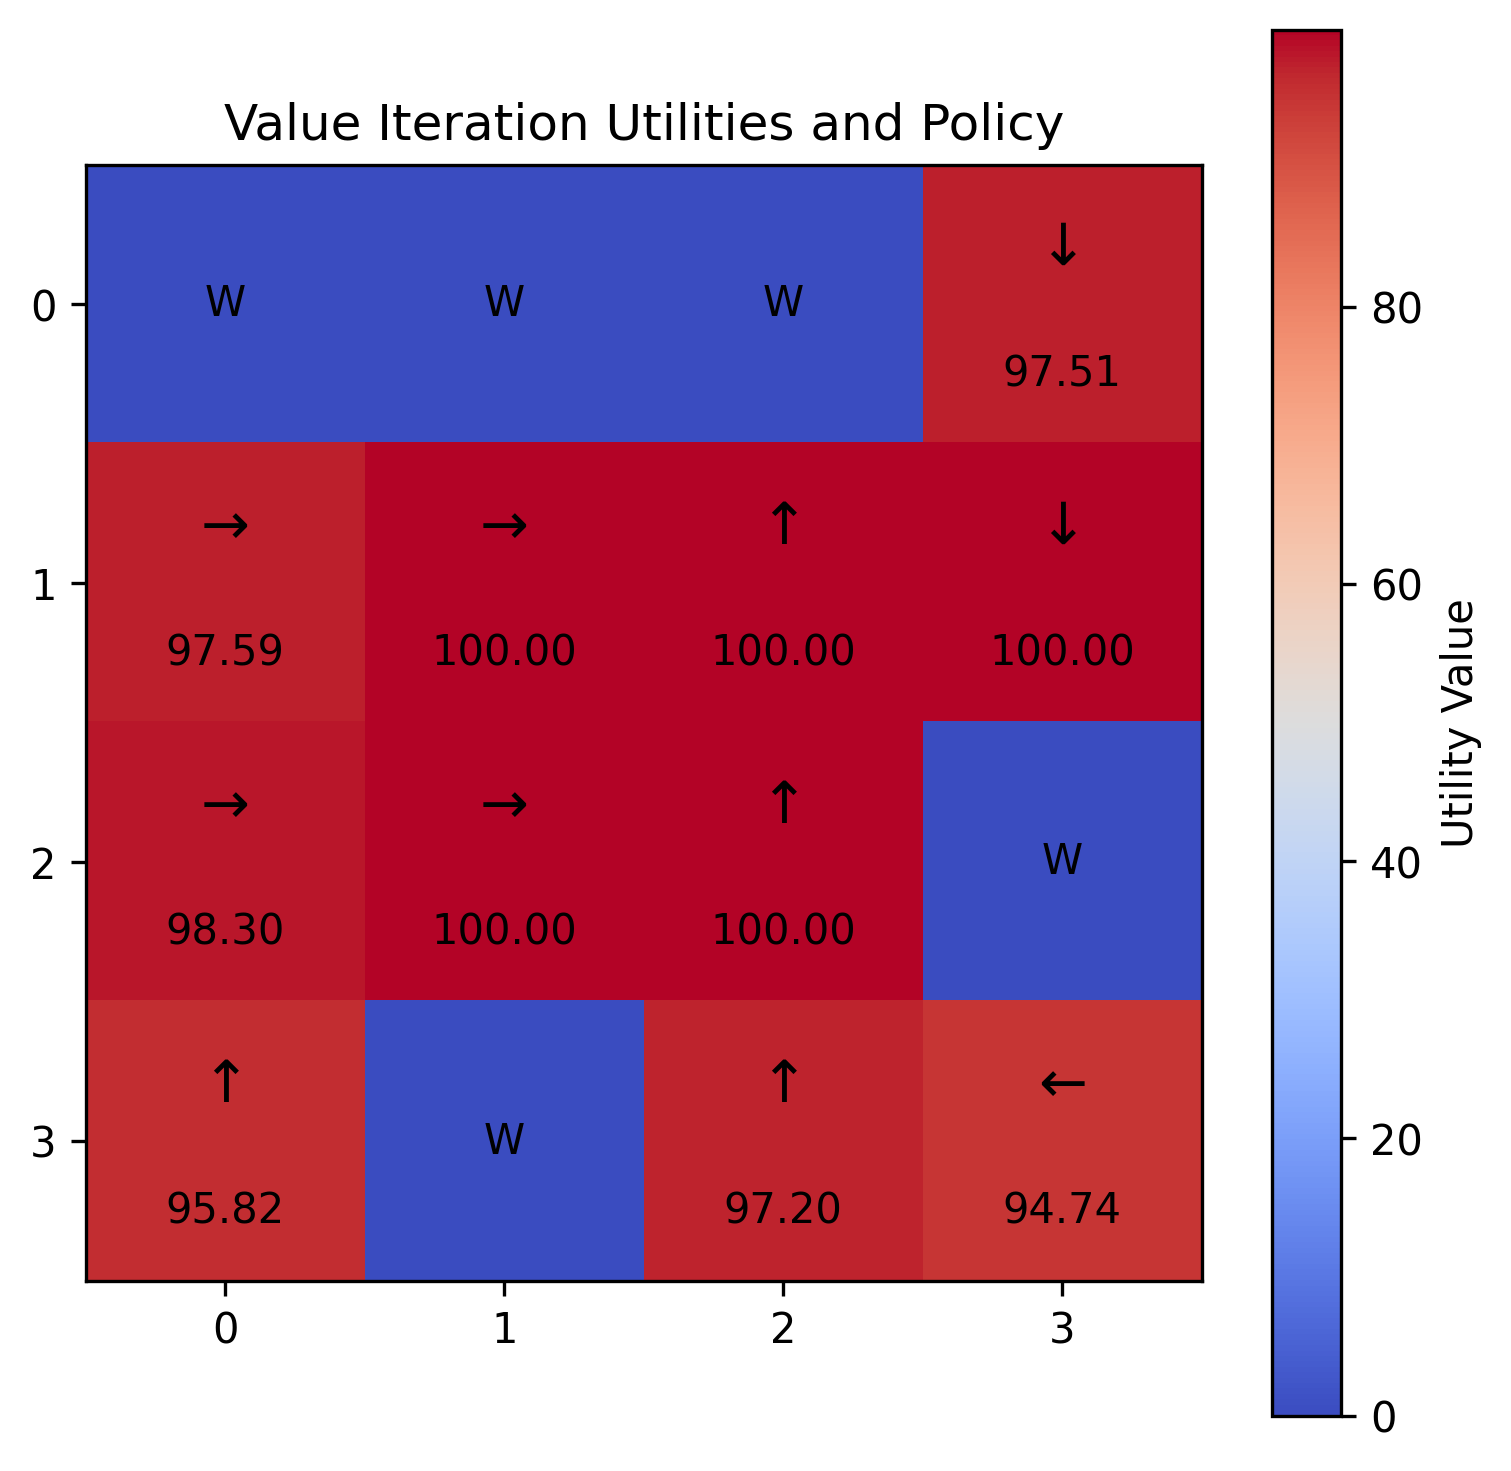 Value Iteration Utilities and Policy
0 W W W ↓
97.51
1 → → ↑ ↓
97.59 100.00 100.00 100.00
2 → → ↑ W
98.30 100.00 100.00
3 ↑ W ↑ ←
95.82 97.20 94.74
0 1 2 3
80
60
40
20
0
Utility Value